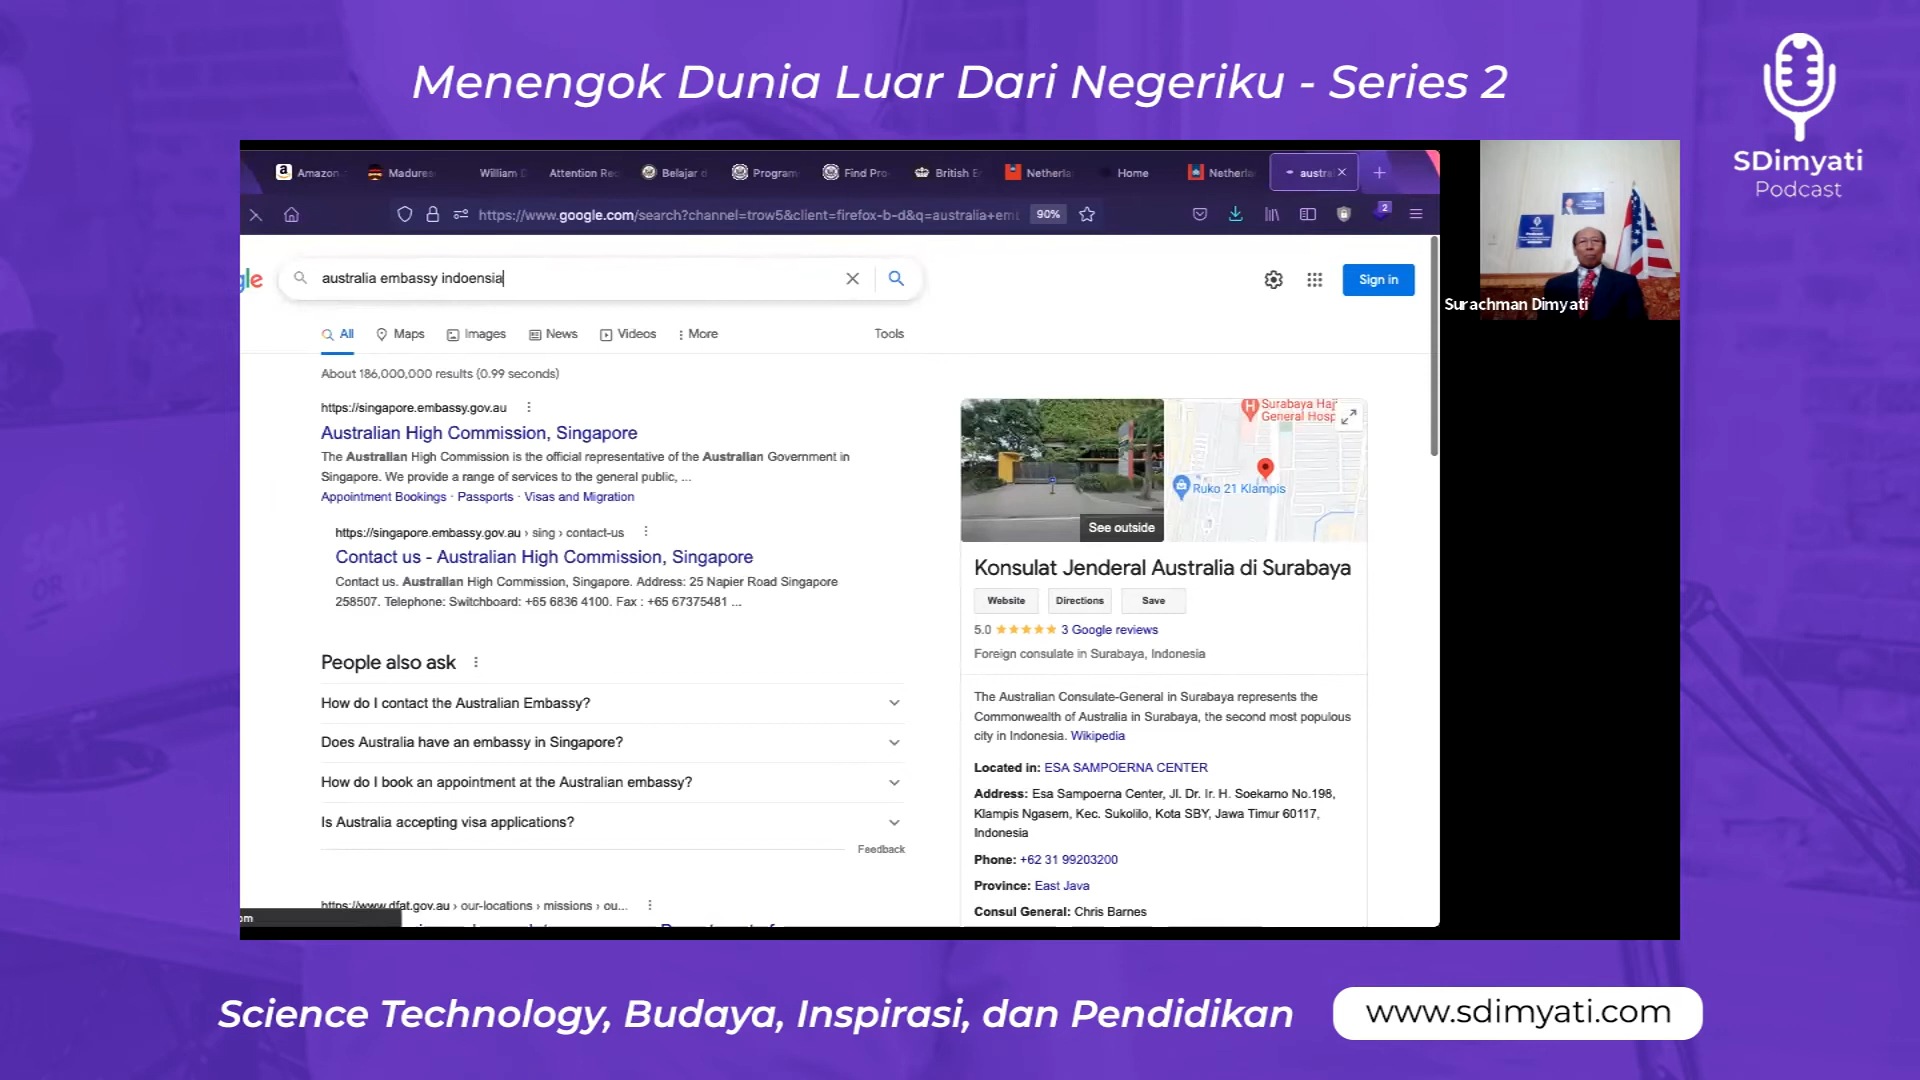 Menengok Dunia Luar Dari Negeriku - Series 2
SDimyati
Podcast
Amazon
Madures
William
Attention Rec
Belajar d
Program
Find Pro
British E
Netherla
Home
Netherla
austra
https://www.google.com/search?channel=trow5&client=firefox-b-d&q=australia+em
90%
2
gle
australia embassy indoensia
Sign in
All
Maps
Images
News
Videos
More
Tools
About 186,000,000 results (0.99 seconds)
https://singapore.embassy.gov.au
Australian High Commission, Singapore
The Australian High Commission is the official representative of the Australian Government in
Singapore. We provide a range of services to the general public, ...
Appointment Bookings · Passports · Visas and Migration
https://singapore.embassy.gov.au › sing › contact-us
Contact us - Australian High Commission, Singapore
Contact us. Australian High Commission, Singapore. Address: 25 Napier Road Singapore
258507. Telephone: Switchboard: +65 6836 4100. Fax : +65 67375481 ...
People also ask
How do I contact the Australian Embassy?
Does Australia have an embassy in Singapore?
How do I book an appointment at the Australian embassy?
Is Australia accepting visa applications?
Feedback
https://www.dfat.gov.au › our-locations › missions › ou...
om
Surabaya Haj
General Hosp
Ruko 21 Klampis
See outside
Konsulat Jenderal Australia di Surabaya
Website
Directions
Save
5.0 ★★★★★ 3 Google reviews
Foreign consulate in Surabaya, Indonesia
The Australian Consulate-General in Surabaya represents the
Commonwealth of Australia in Surabaya, the second most populous
city in Indonesia. Wikipedia
Located in: ESA SAMPOERNA CENTER
Address: Esa Sampoerna Center, Jl. Dr. Ir. H. Soekarno No.198,
Klampis Ngasem, Kec. Sukolilo, Kota SBY, Jawa Timur 60117,
Indonesia
Phone: +62 31 99203200
Province: East Java
Consul General: Chris Barnes
Surachman Dimyati
SCALE
OR DIE
Science Technology, Budaya, Inspirasi, dan Pendidikan
www.sdimyati.com